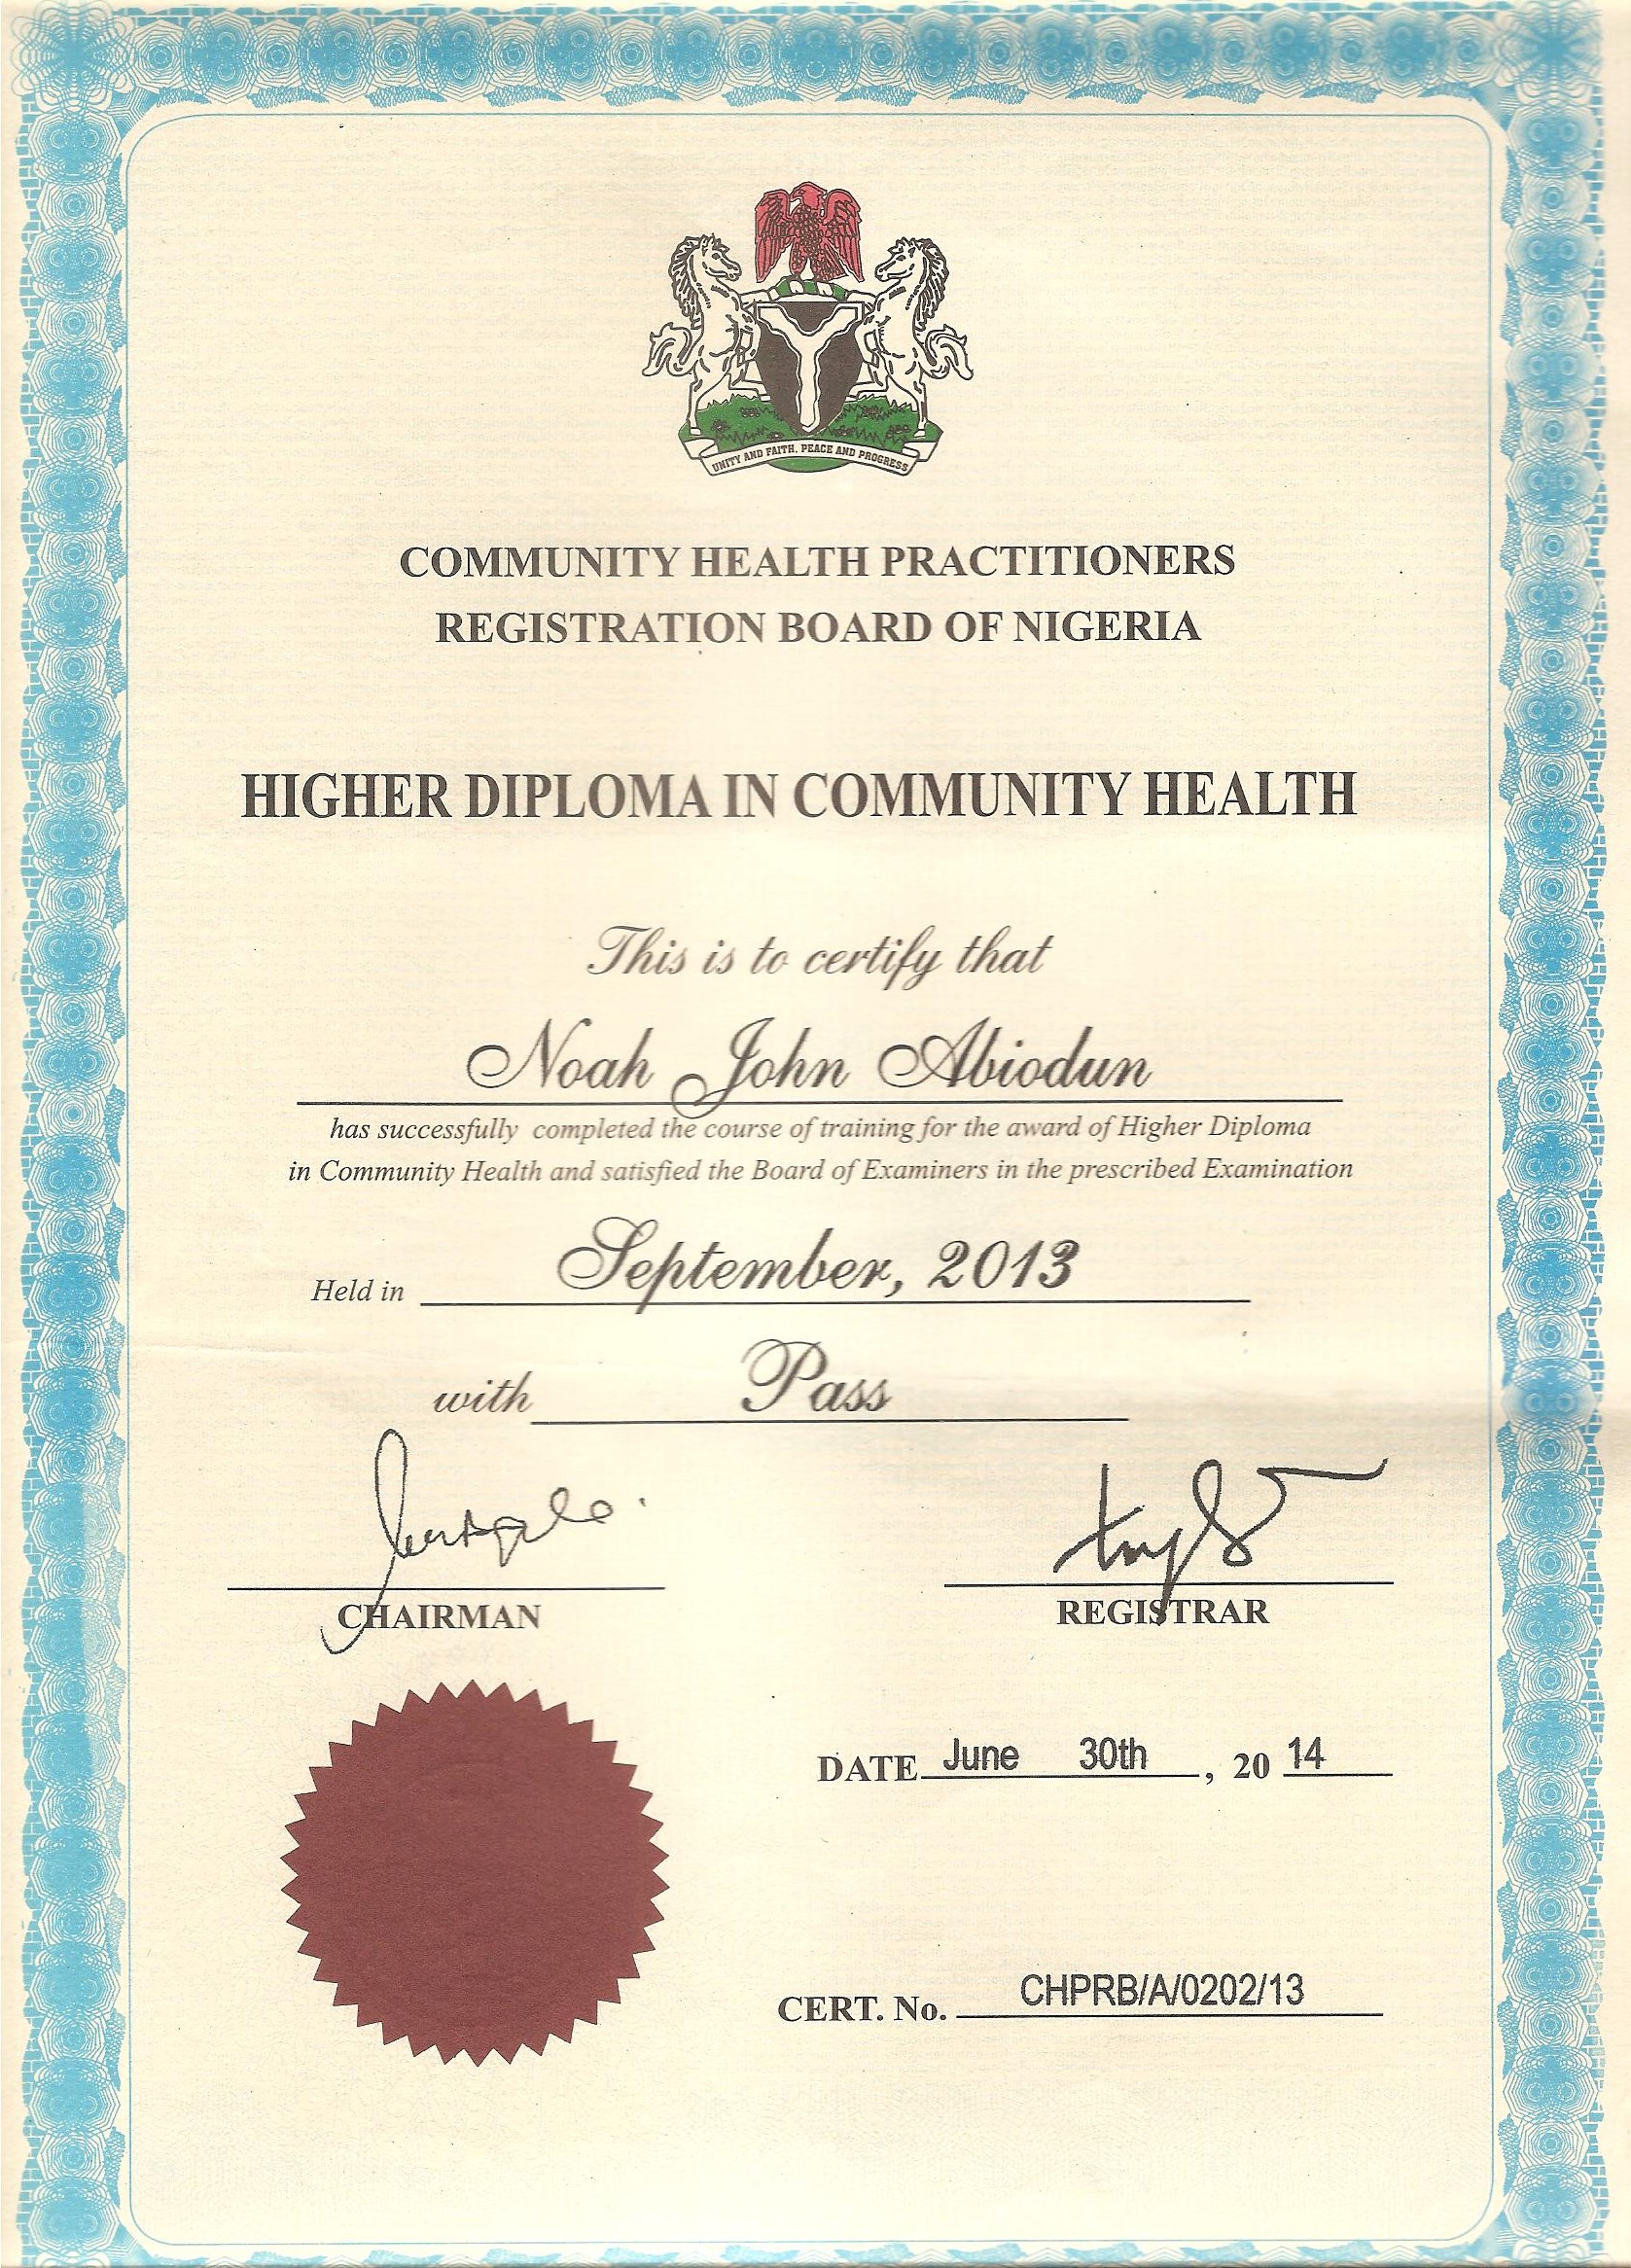 UNITY AND FAITH, PEACE AND PROGRESS
COMMUNITY HEALTH PRACTITIONERS
REGISTRATION BOARD OF NIGERIA
HIGHER DIPLOMA IN COMMUNITY HEALTH
This is to certify that
Noah John Abiodun
has successfully completed the course of training for the award of Higher Diploma
in Community Health and satisfied the Board of Examiners in the prescribed Examination
Held in September, 2013
with Pass
CHAIRMAN REGISTRAR
DATE June 30th, 20 14
CERT. No. CHPRB/A/0202/13